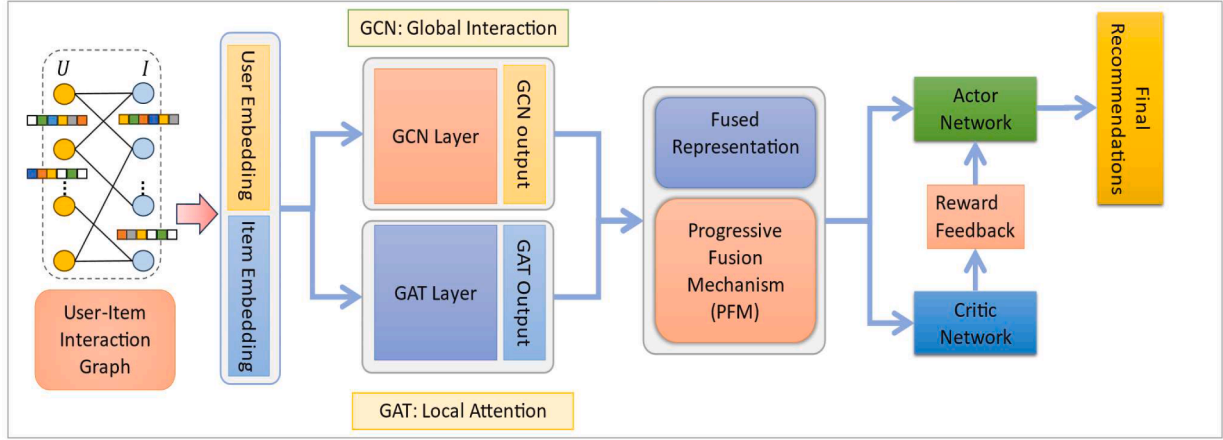 U
I
User-Item
Interaction
Graph
User Embedding
Item Embedding
GCN: Global Interaction
GCN Layer
GCN output
GAT Layer
GAT Output
GAT: Local Attention
Fused
Representation
Progressive
Fusion
Mechanism
(PFM)
Actor
Network
Reward
Feedback
Critic
Network
Final
Recommendations